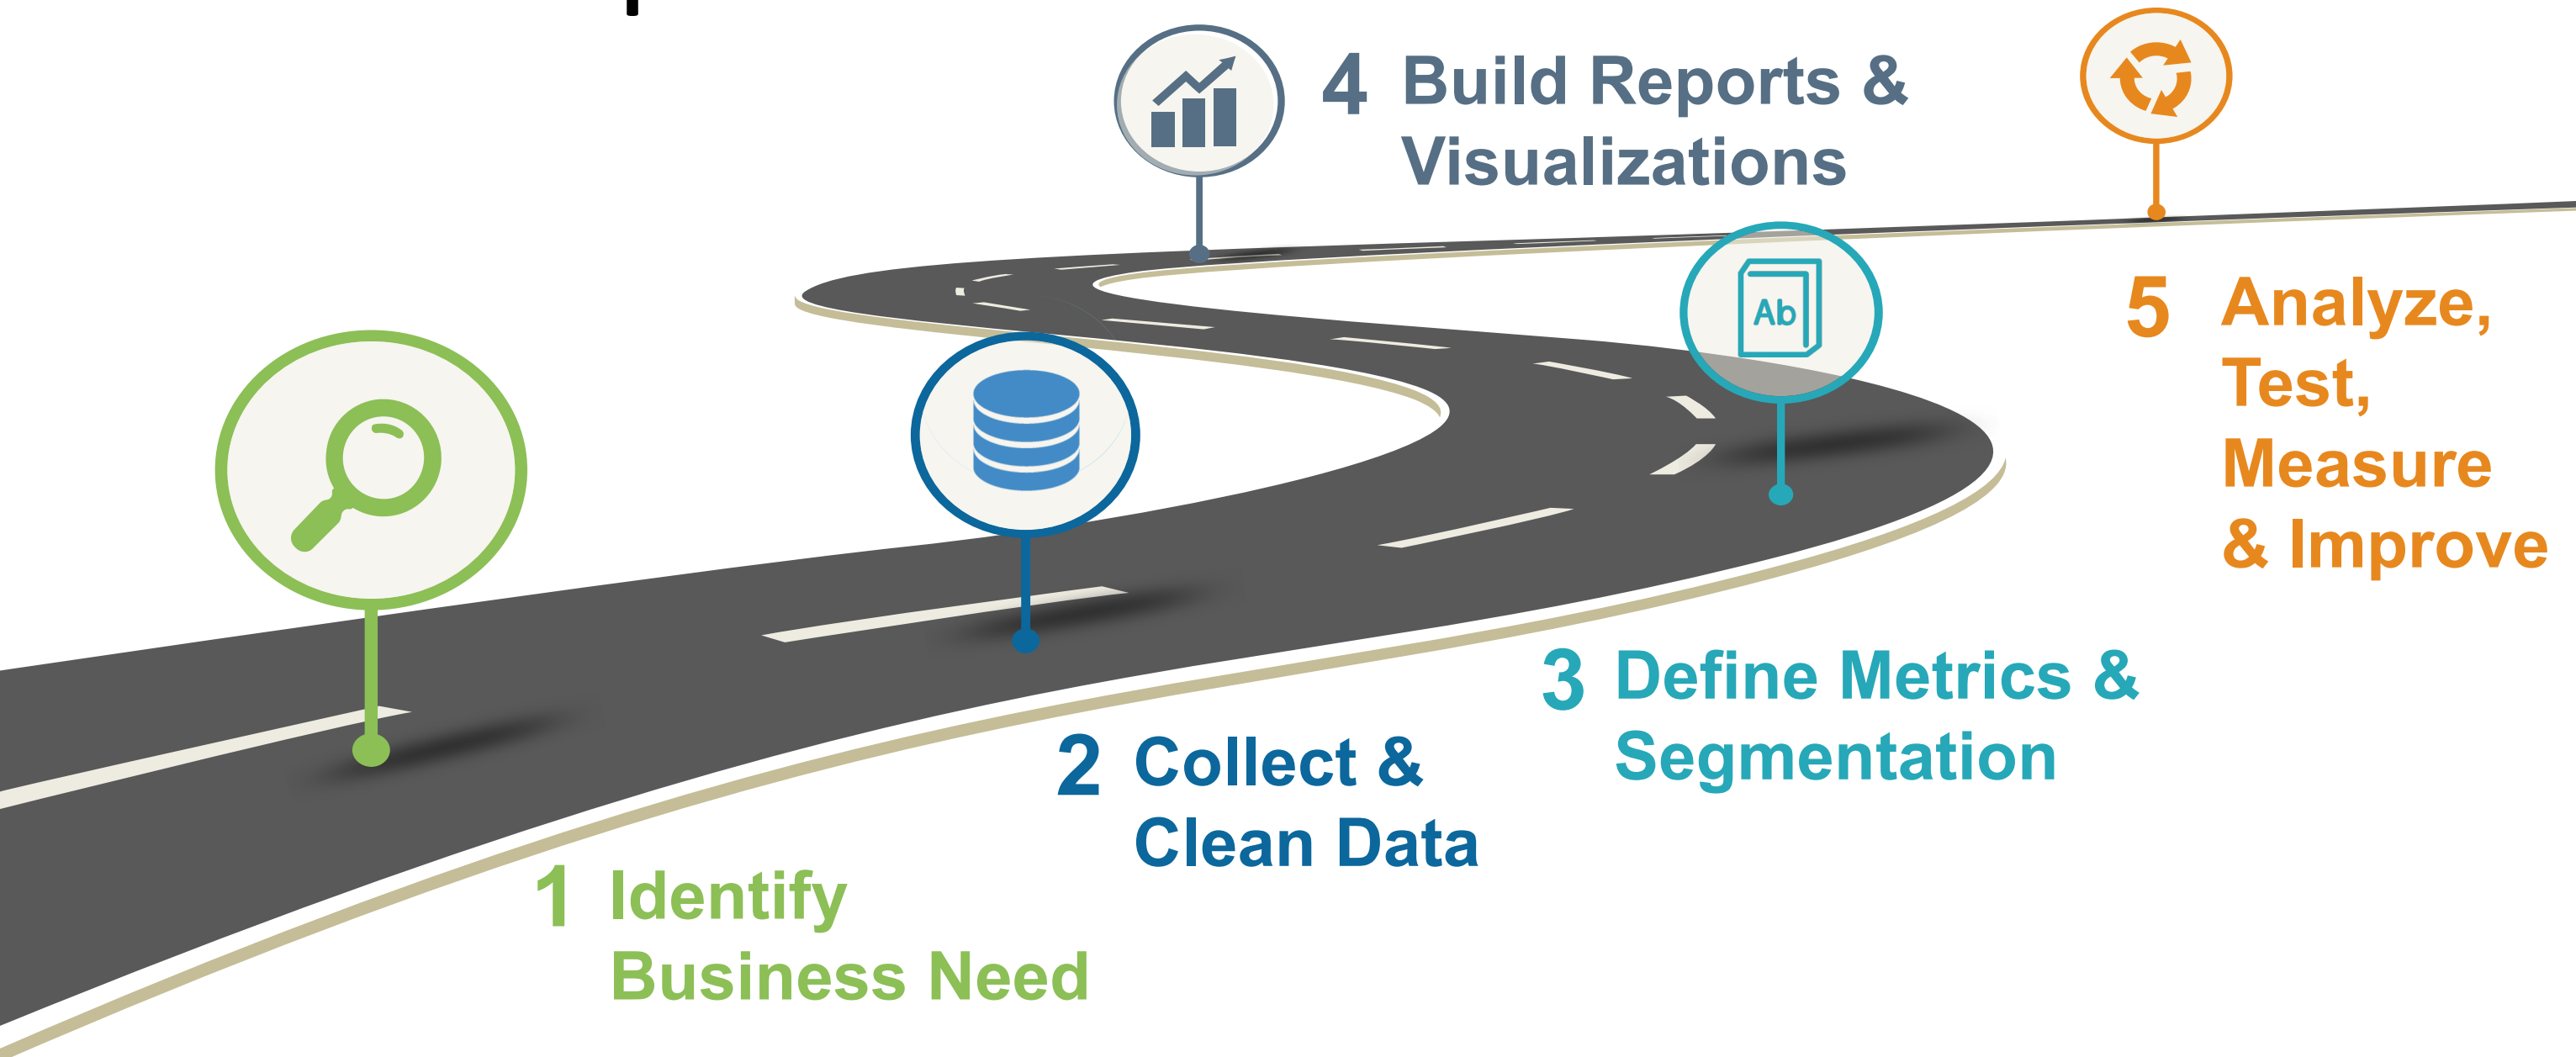 1 Identify
Business Need
2 Collect &
Clean Data
3 Define Metrics &
Segmentation
Ab
4 Build Reports &
Visualizations
5 Analyze,
Test,
Measure
& Improve